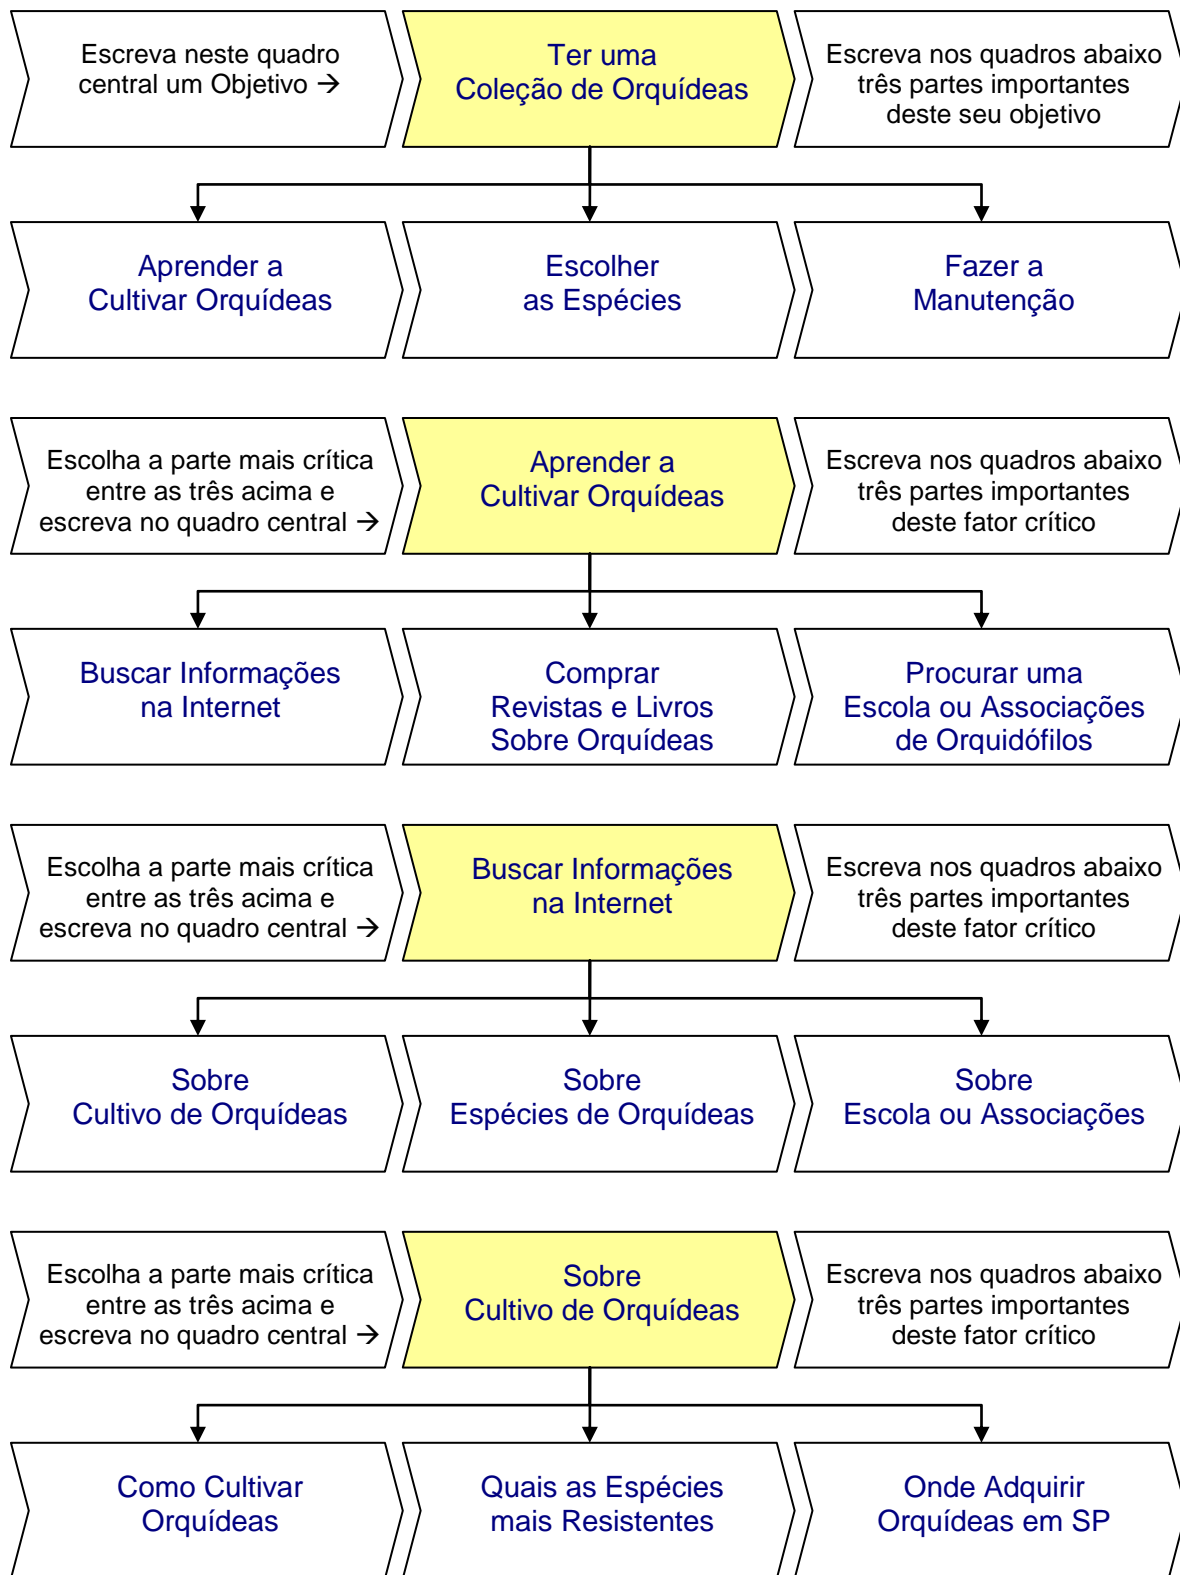 Escreva neste quadro
central um Objetivo →
Ter uma
Coleção de Orquídeas
Escreva nos quadros abaixo
três partes importantes
deste seu objetivo
Aprender a
Cultivar Orquídeas
Escolher
as Espécies
Fazer a
Manutenção
Escolha a parte mais crítica
entre as três acima e
escreva no quadro central →
Aprender a
Cultivar Orquídeas
Escreva nos quadros abaixo
três partes importantes
deste fator crítico
Buscar Informações
na Internet
Comprar
Revistas e Livros
Sobre Orquídeas
Procurar uma
Escola ou Associações
de Orquidófilos
Escolha a parte mais crítica
entre as três acima e
escreva no quadro central →
Buscar Informações
na Internet
Escreva nos quadros abaixo
três partes importantes
deste fator crítico
Sobre
Cultivo de Orquídeas
Sobre
Espécies de Orquídeas
Sobre
Escola ou Associações
Escolha a parte mais crítica
entre as três acima e
escreva no quadro central →
Sobre
Cultivo de Orquídeas
Escreva nos quadros abaixo
três partes importantes
deste fator crítico
Como Cultivar
Orquídeas
Quais as Espécies
mais Resistentes
Onde Adquirir
Orquídeas em SP